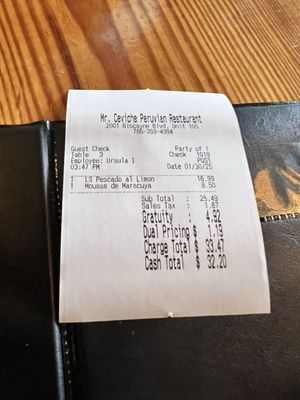 Mr. Ceviche Peruvian Restaurant
2001 Biscayne Blvd. Unit 105
786-359-4984
Guest Check Party of 1
Table 3 Check 1019
Employee: Ursula I POS1
03:47 PM Date 01/30/25
1 LS Pescado al Limon 16.99
1 Mousse de Maracuya 8.50
Sub Total : 25.49
Sales Tax : 1.87
Gratuity : 4.92
Dual Pricing $ 1.19
Charge Total $ 33.47
Cash Total $ 32.20